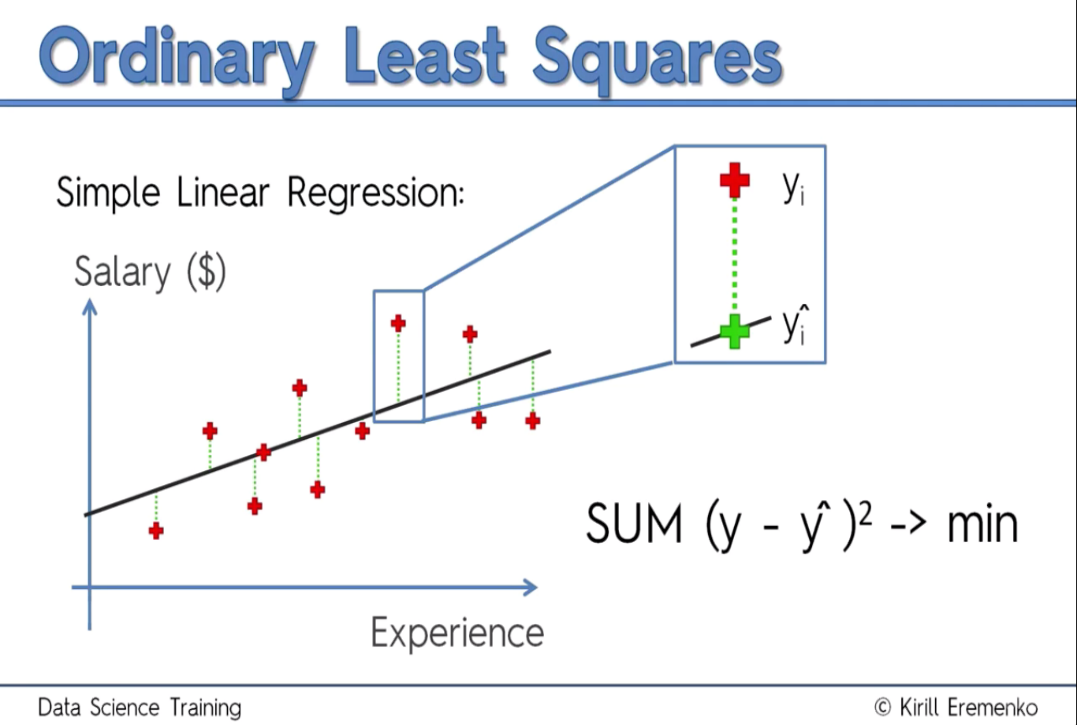 Ordinary Least Squares
Simple Linear Regression:
Salary ($)
yᵢ
ŷᵢ
SUM (y - ŷ )² -> min
Experience
Data Science Training
© Kirill Eremenko